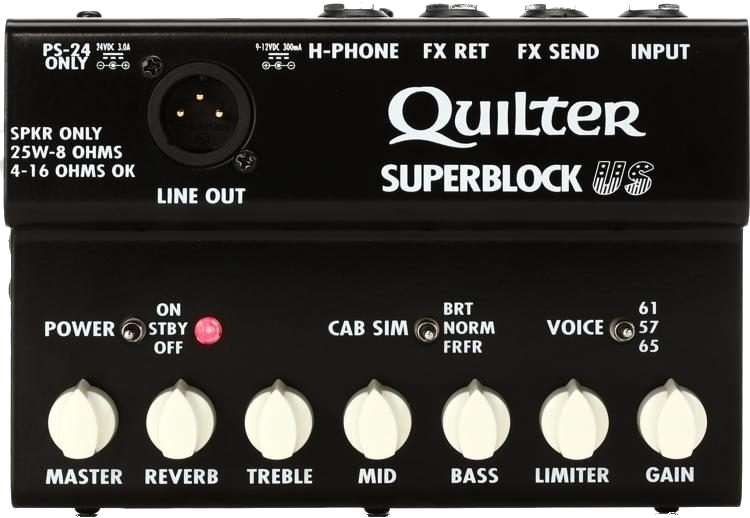 PS-24 ONLY
24VDC 3.0A
9-12VDC 300mA
H-PHONE
FX RET
FX SEND
INPUT
SPKR ONLY
25W-8 OHMS
4-16 OHMS OK
LINE OUT
QUILTER
SUPERBLOCK US
POWER
ON
STBY
OFF
CAB SIM
BRT
NORM
FRFR
VOICE
61
57
65
MASTER
REVERB
TREBLE
MID
BASS
LIMITER
GAIN